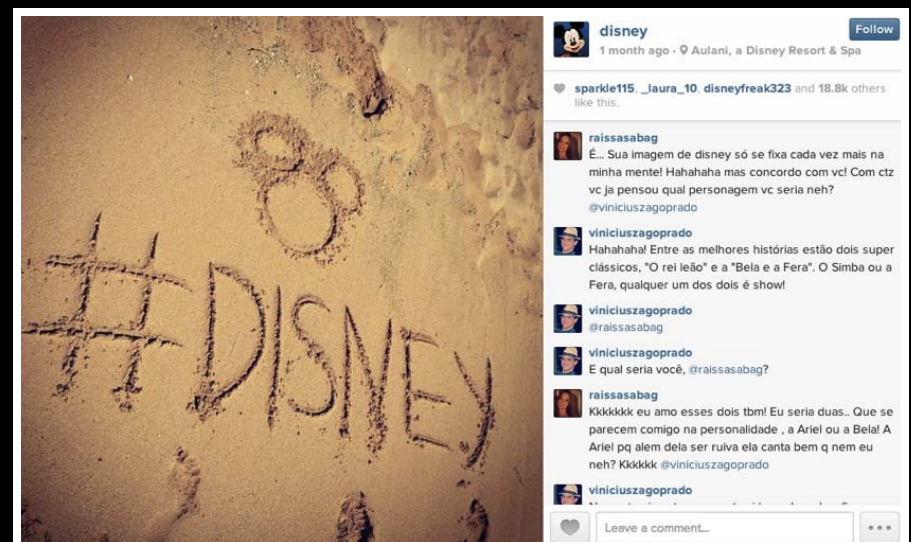 #DISNEY
disney
Follow
1 month ago • Aulani, a Disney Resort & Spa
sparkle115, _laura_10, disneyfreak323 and 18.8k others
like this.
raissasabag
É... Sua imagem de disney só se fixa cada vez mais na
minha mente! Hahahaha mas concordo com vc! Com ctz
vc ja pensou qual personagem vc seria neh?
@viniciuszagoprado
viniciuszagoprado
Hahahaha! Entre as melhores histórias estão dois super
clássicos, "O rei leão" e a "Bela e a Fera". O Simba ou a
Fera, qualquer um dos dois é show!
viniciuszagoprado
@raissasabag
viniciuszagoprado
E qual seria você, @raissasabag?
raissasabag
Kkkkkkk eu amo esses dois tbm! Eu seria duas.. Que se
parecem comigo na personalidade , a Ariel ou a Bela! A
Ariel pq alem dela ser ruiva ela canta bem q nem eu
neh? Kkkkkk @viniciuszagoprado
viniciuszagoprado
Leave a comment...